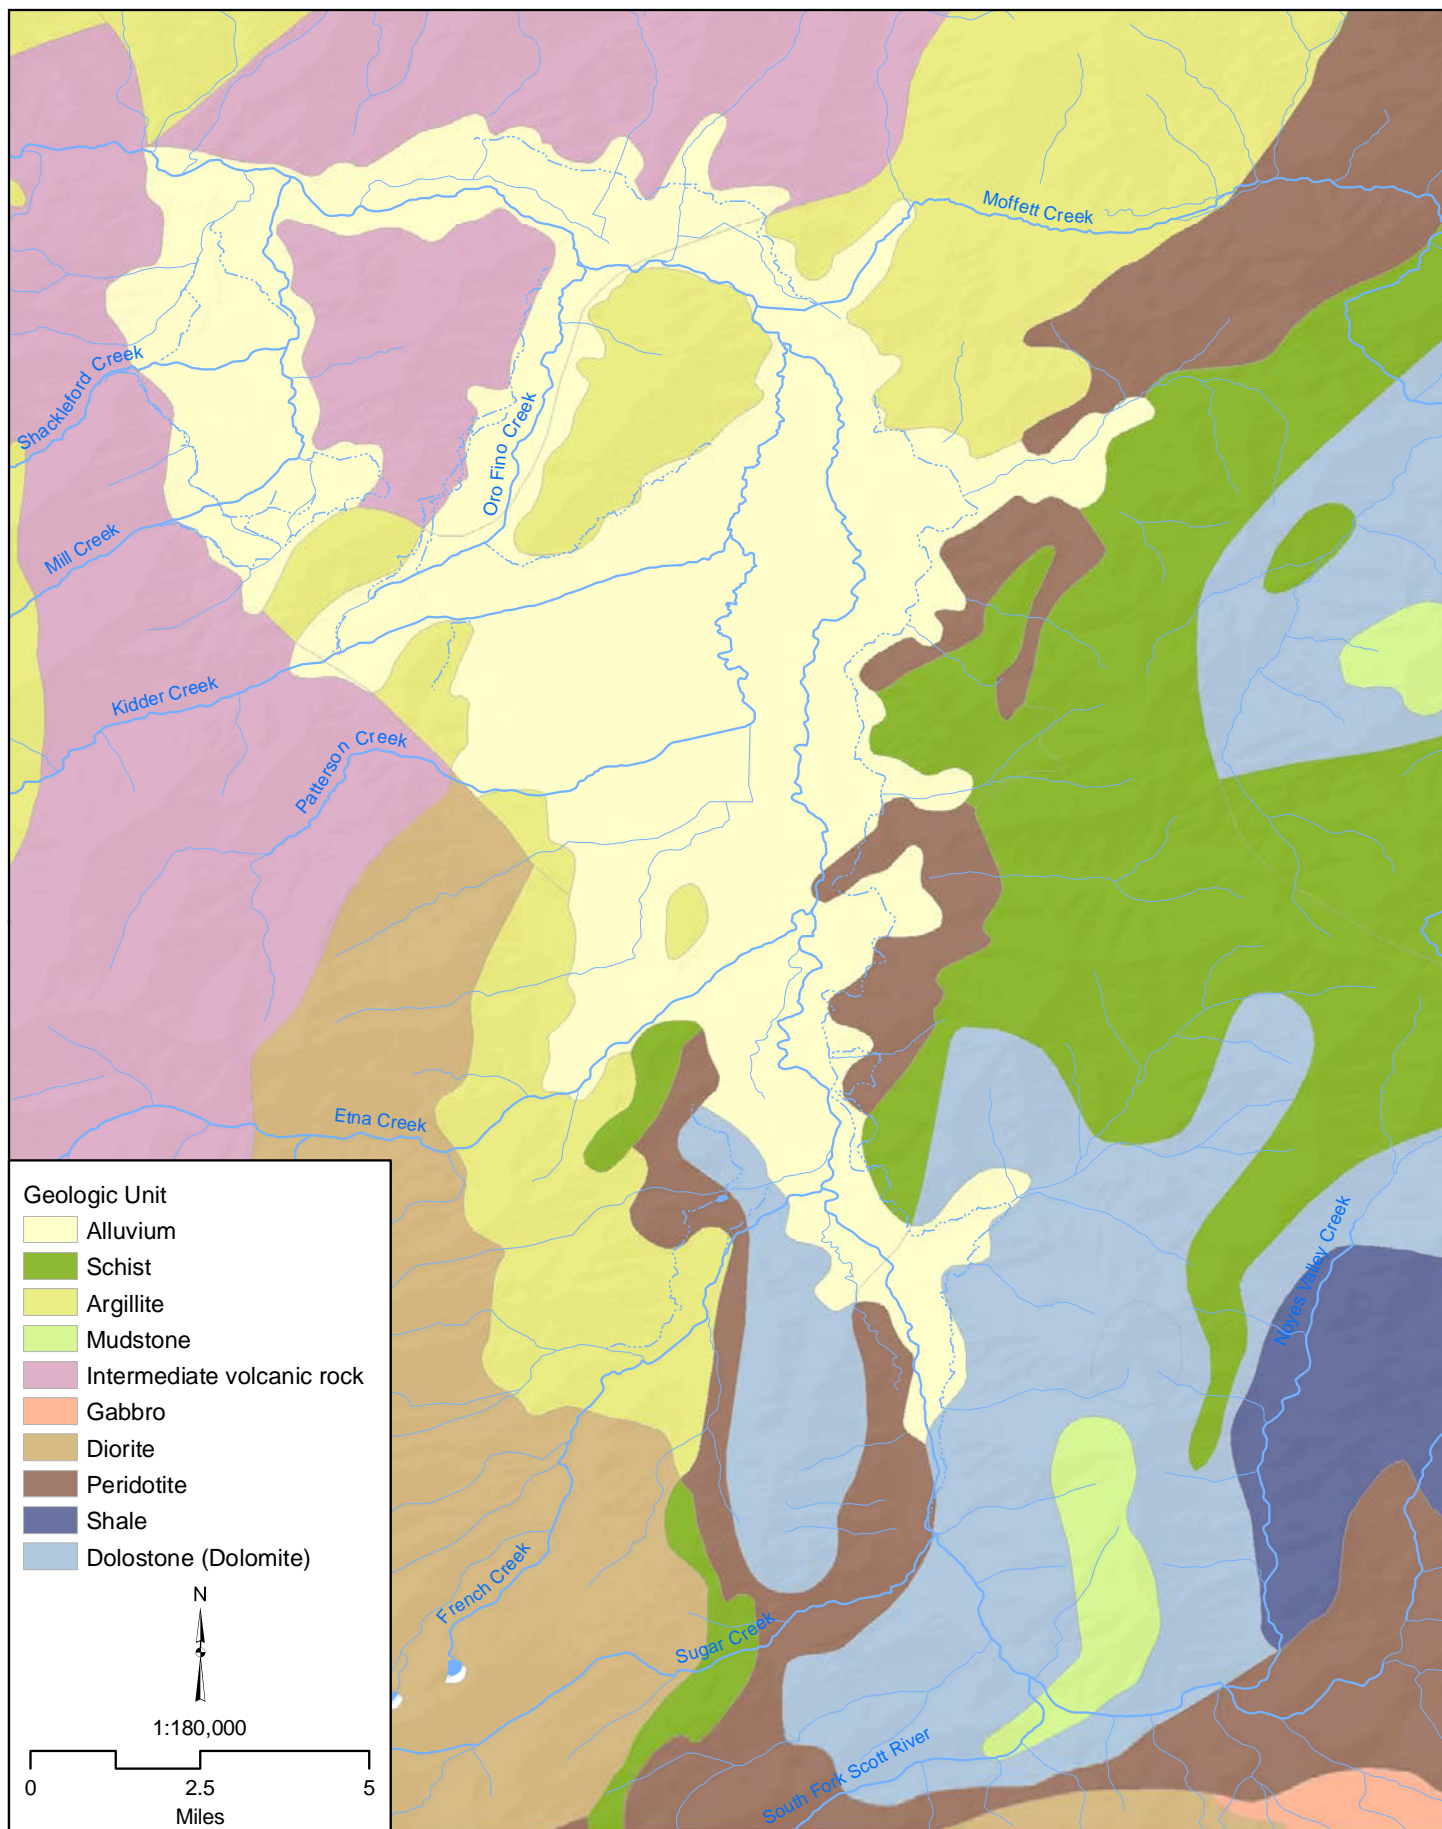 Moffett Creek
Shackleford Creek
Oro Fino Creek
Mill Creek
Kidder Creek
Patterson Creek
Etna Creek
Noyes Valley Creek
French Creek
Sugar Creek
South Fork Scott River
Geologic Unit
Alluvium
Schist
Argillite
Mudstone
Intermediate volcanic rock
Gabbro
Diorite
Peridotite
Shale
Dolostone (Dolomite)
N
1:180,000
0 2.5 5
Miles